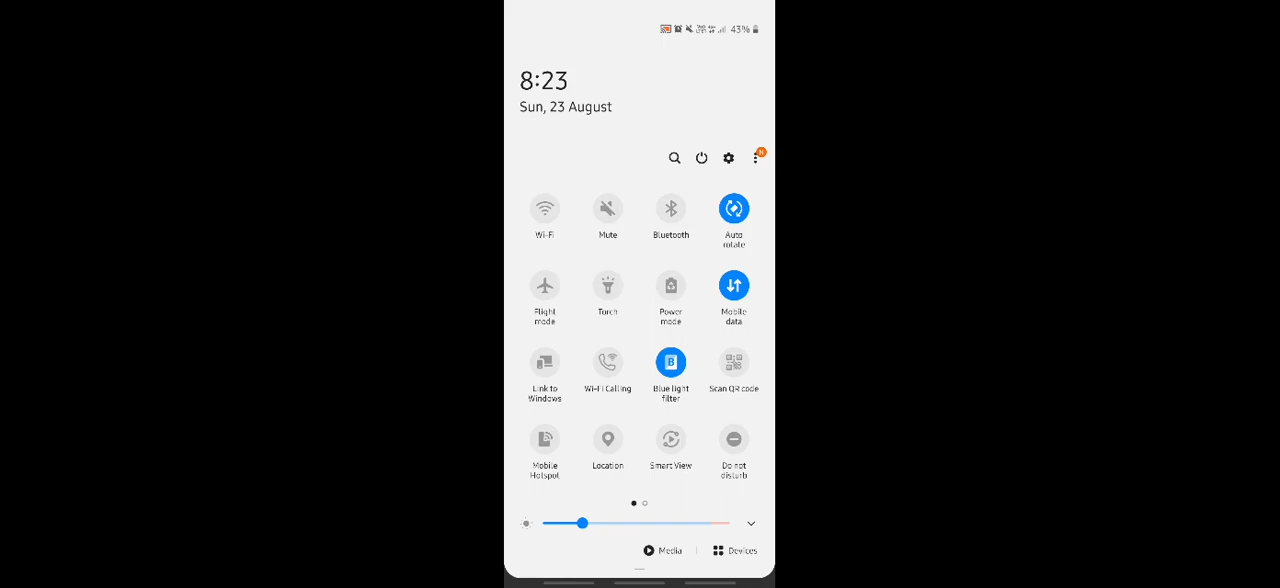 43%
8:23
Sun, 23 August
N
Wi-Fi
Mute
Bluetooth
Auto
rotate
Flight
mode
Torch
Power
mode
Mobile
data
Link to
Windows
Wi-Fi Calling
B
Blue light
filter
Scan QR code
Mobile
Hotspot
Location
Smart View
Do not
disturb
Media
Devices